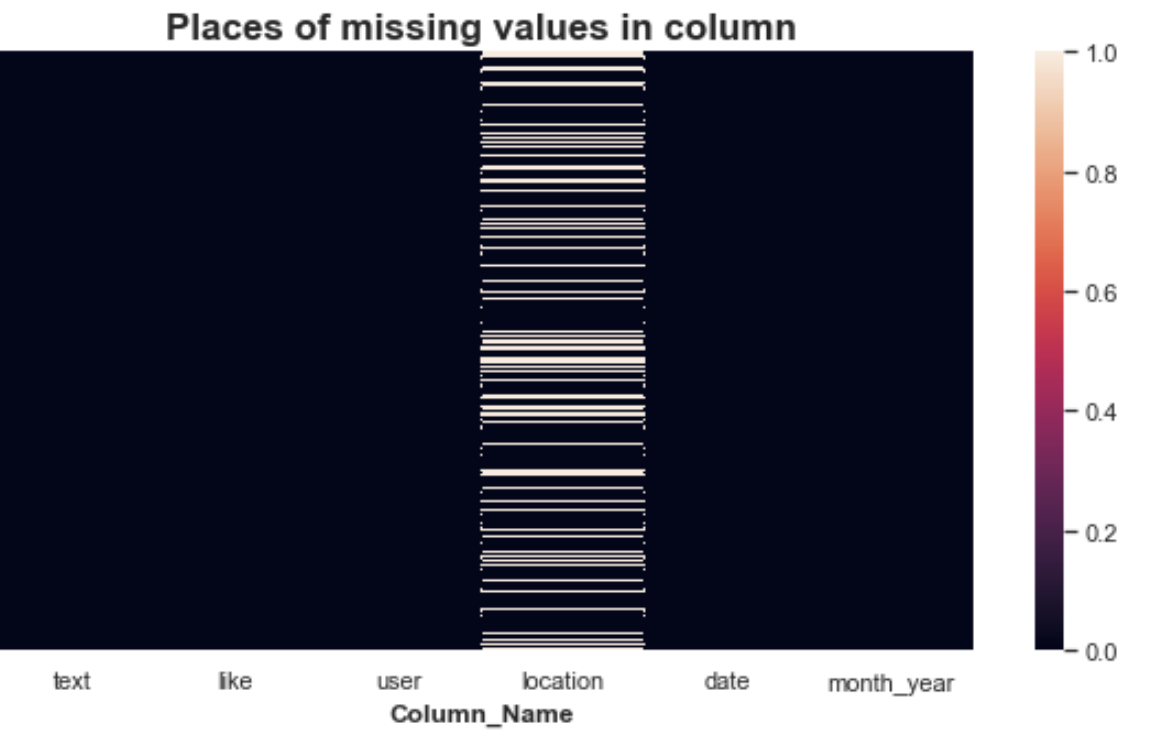 Places of missing values in column
1.0
0.8
0.6
0.4
0.2
0.0
text like user location date month_year
Column_Name